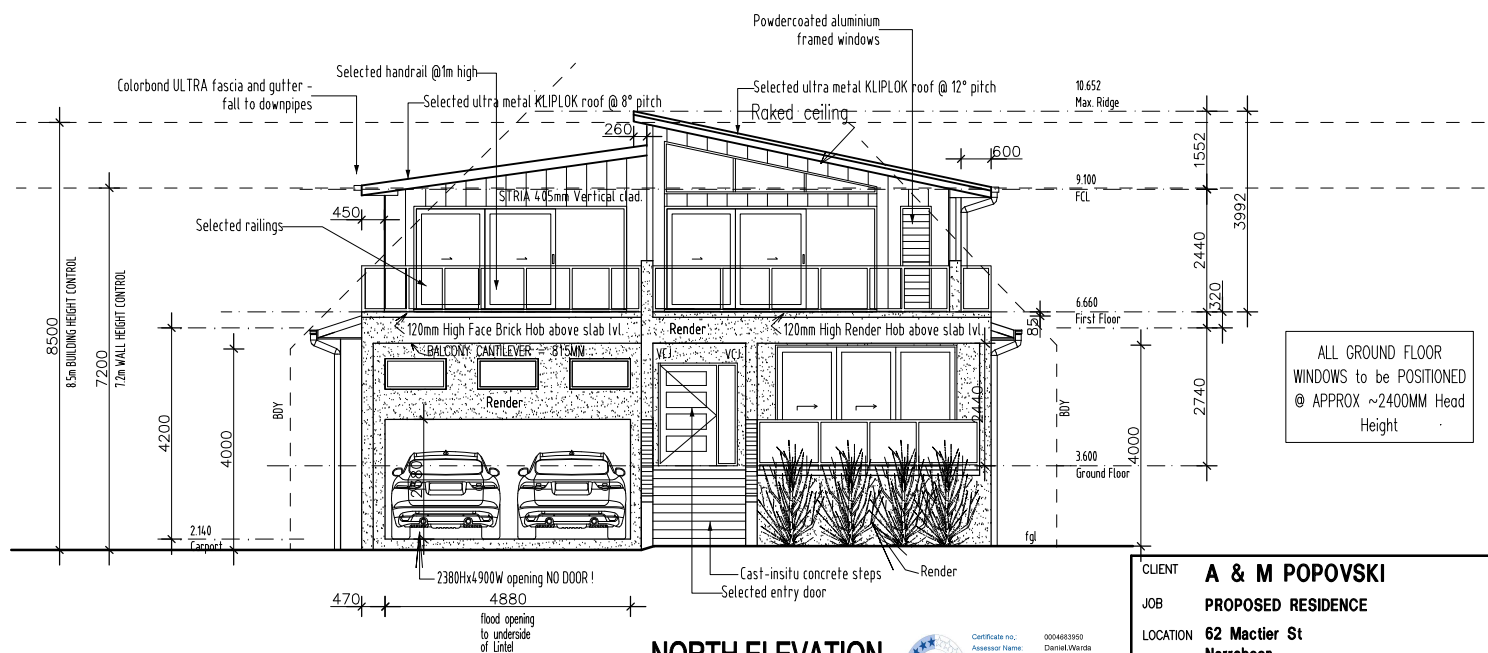 Powdercoated aluminium
framed windows
Selected handrail @1m high
Colorbond ULTRA fascia and gutter -
fall to downpipes
Selected ultra metal KLIPLOK roof @ 8° pitch
Selected ultra metal KLIPLOK roof @ 12° pitch
Raked ceiling
10.652
Max. Ridge
260
600
1552
9.100
FCL
3992
STRIA 405mm Vertical clad.
450
Selected railings
2440
320
6.660
First Floor
85
8500
8.5m BUILDING HEIGHT CONTROL
7200
7.2m WALL HEIGHT CONTROL
120mm High Face Brick Hob above slab lvl.
Render
120mm High Render Hob above slab lvl.
BALCONY CANTILEVER = 815MM
VCJ
VCJ
Render
BDY
BDY
4200
4000
2440
2740
4000
ALL GROUND FLOOR
WINDOWS to be POSITIONED
@ APPROX ~2400MM Head
Height
3.600
Ground Floor
2380
2.140
Carport
fgl
2380Hx4900W opening NO DOOR !
Cast-insitu concrete steps
Selected entry door
Render
470
4880
flood opening
to underside
of Lintel
NORTH ELEVATION
Certificate no.: 0004683950
Assessor Name: Daniel.Warda
CLIENT A & M POPOVSKI
JOB PROPOSED RESIDENCE
LOCATION 62 Mactier St